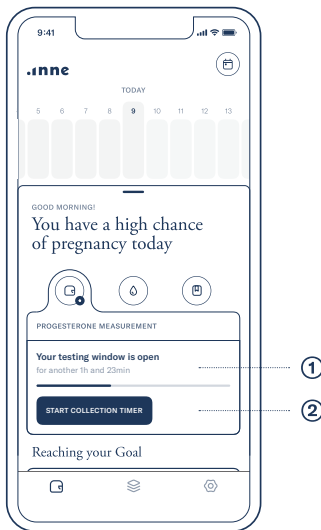 9:41
.inne
TODAY
5 6 7 8 9 10 11 12 13
GOOD MORNING!
You have a high chance
of pregnancy today
PROGESTERONE MEASUREMENT
Your testing window is open
for another 1h and 23min
1
START COLLECTION TIMER
2
Reaching your Goal